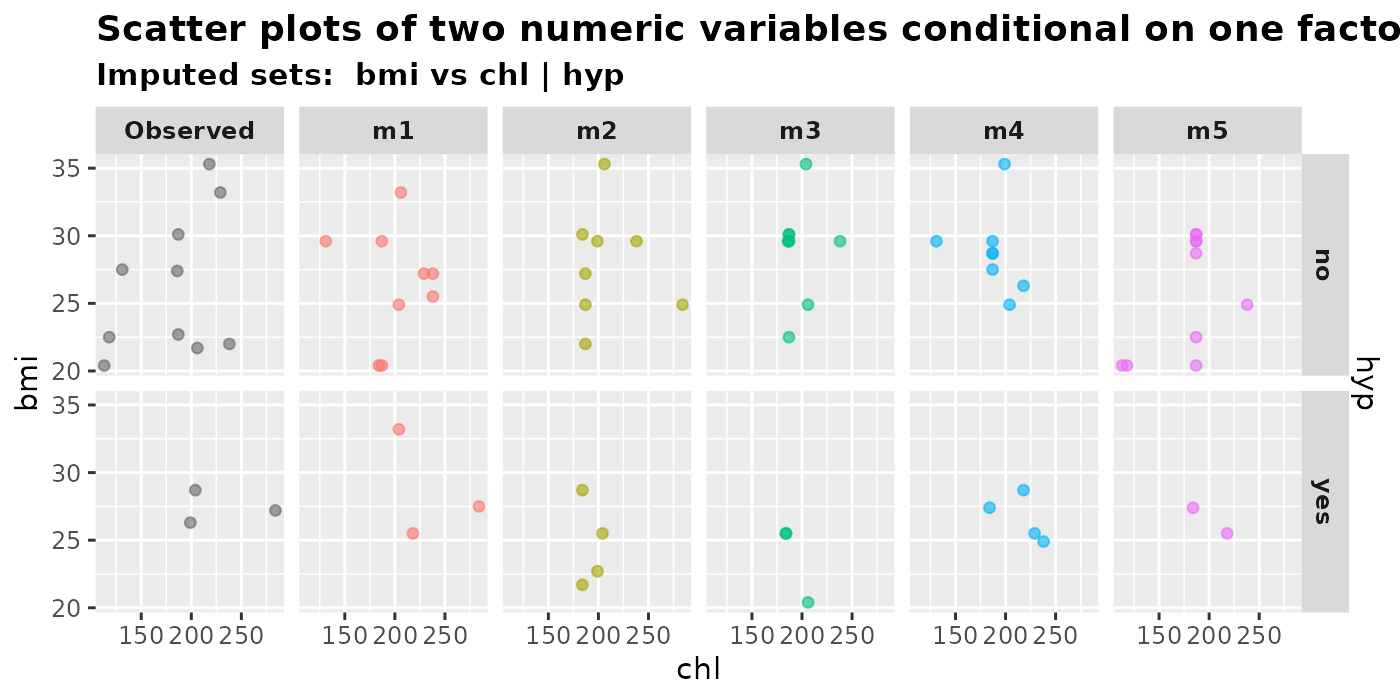 Scatter plots of two numeric variables conditional on one facto
Imputed sets:  bmi vs chl | hyp
Observed m1 m2 m3 m4 m5
35
30
25
20
no
35
30
25
20
yes
bmi
hyp
150 200 250 150 200 250 150 200 250 150 200 250 150 200 250 150 200 250
chl